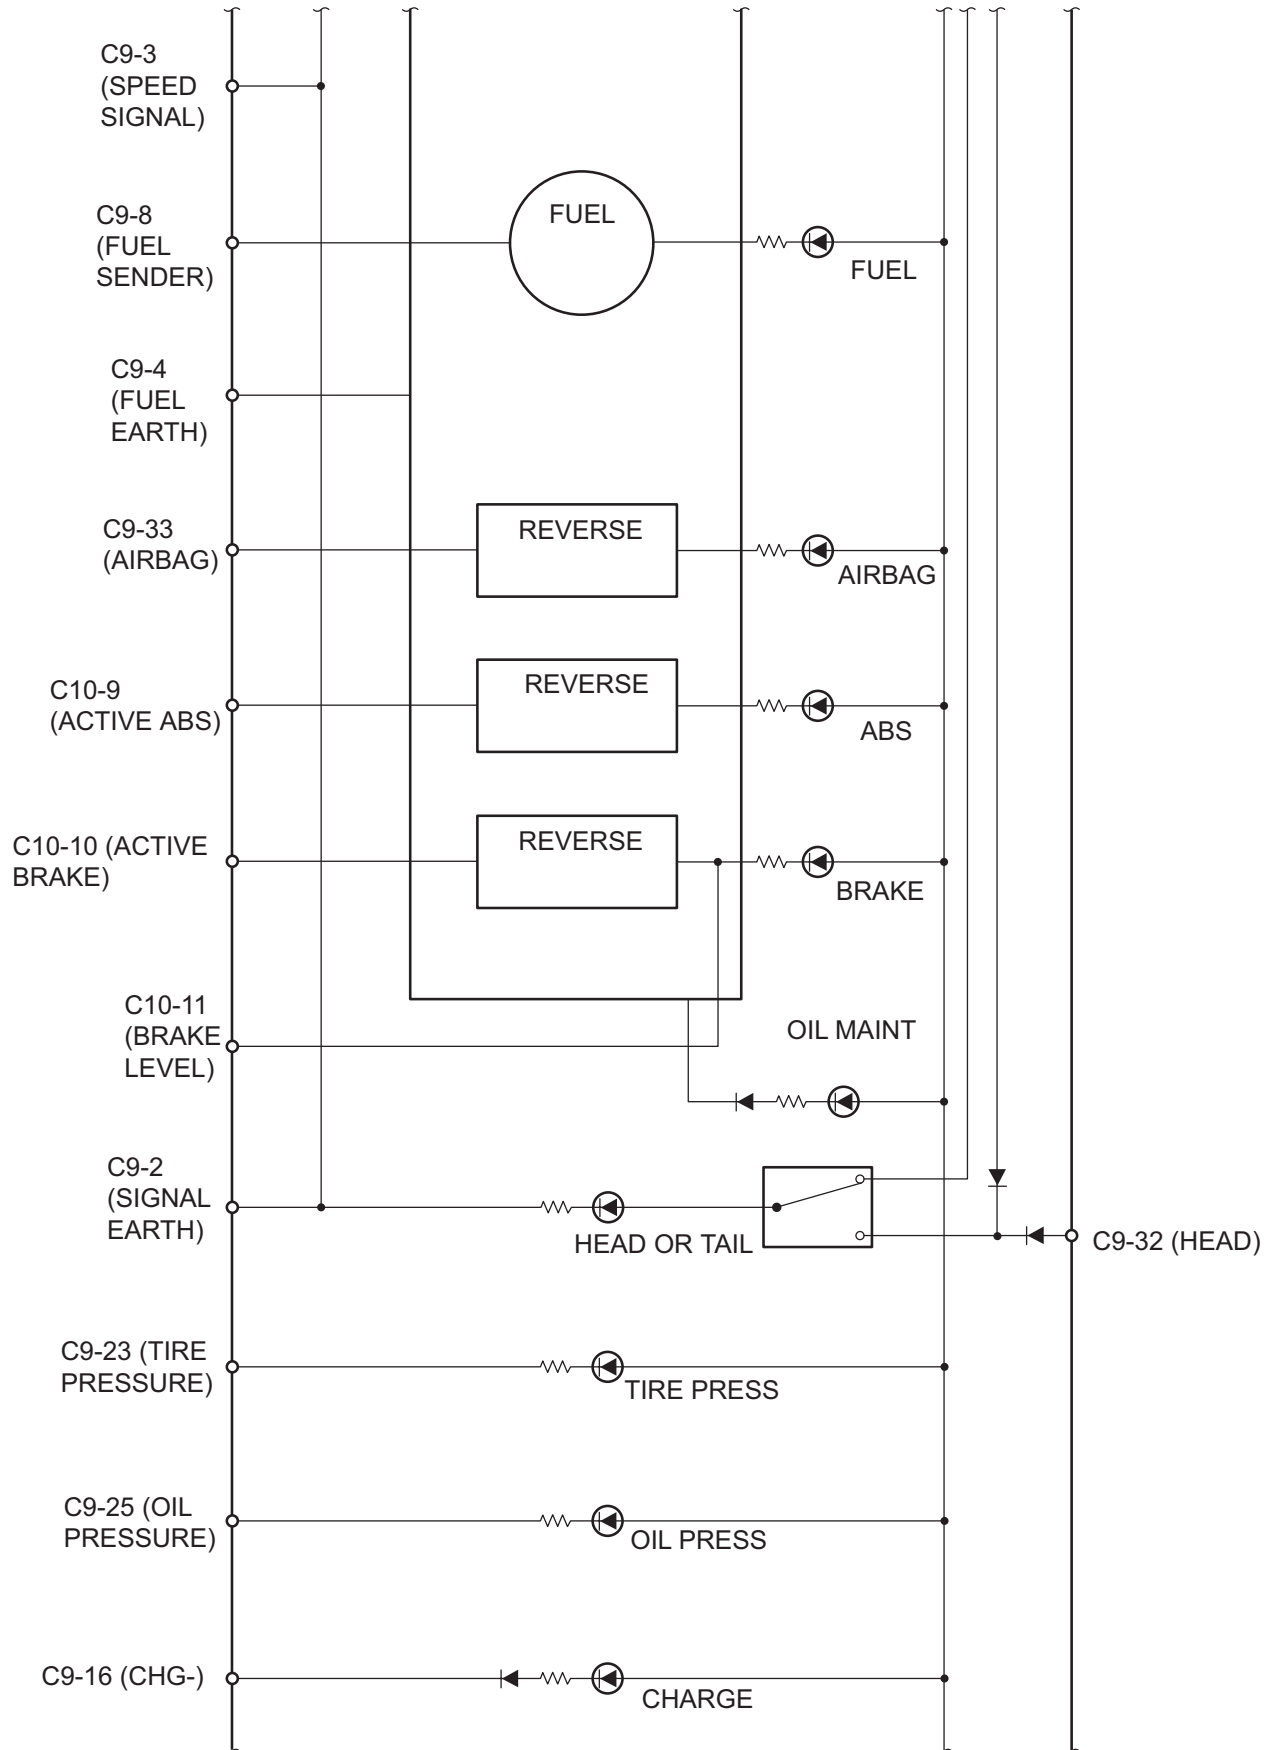 C9-3
(SPEED
SIGNAL)
C9-8
(FUEL
SENDER)
FUEL
FUEL
C9-4
(FUEL
EARTH)
C9-33
(AIRBAG)
REVERSE
AIRBAG
C10-9
(ACTIVE ABS)
REVERSE
ABS
C10-10 (ACTIVE
BRAKE)
REVERSE
BRAKE
C10-11
(BRAKE
LEVEL)
OIL MAINT
C9-2
(SIGNAL
EARTH)
HEAD OR TAIL
C9-32 (HEAD)
C9-23 (TIRE
PRESSURE)
TIRE PRESS
C9-25 (OIL
PRESSURE)
OIL PRESS
C9-16 (CHG-)
CHARGE